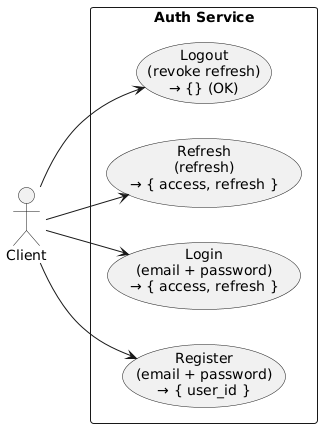 Auth Service
Logout
(revoke refresh)
→ {} (OK)
Refresh
(refresh)
→ { access, refresh }
Client
Login
(email + password)
→ { access, refresh }
Register
(email + password)
→ { user_id }